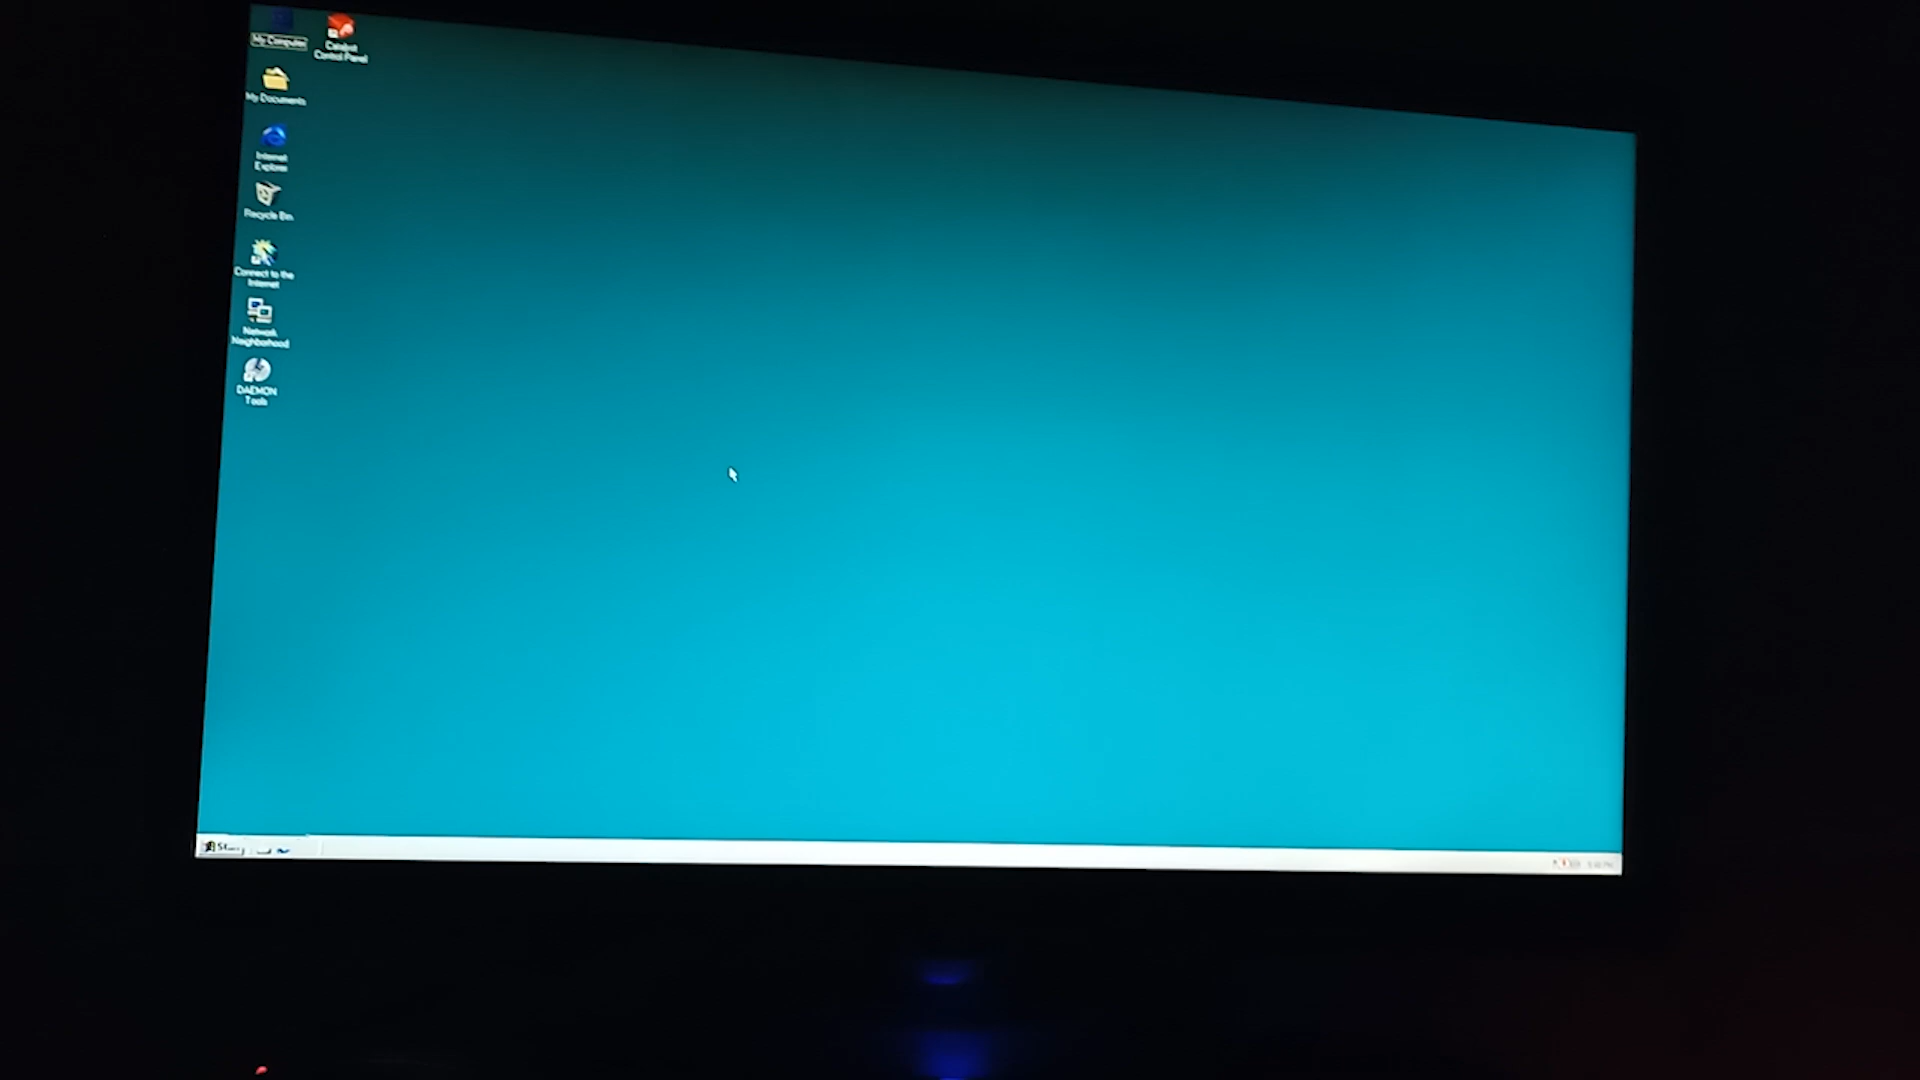 My Computer
Catalyst
Control Panel
My Documents
Internet
Explorer
Recycle Bin
Connect to the
Internet
Network
Neighborhood
DAEMON
Tools
Start